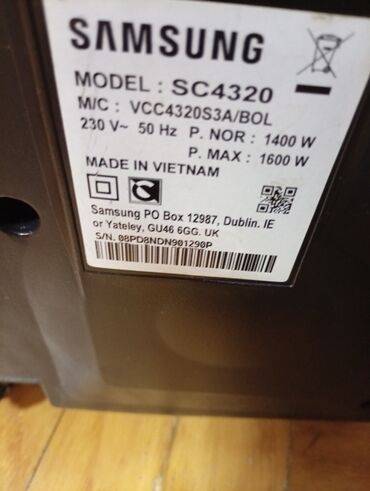 SAMSUNG
MODEL : SC4320
M/C : VCC4320S3A/BOL
230 V~ 50 Hz P. NOR : 1400 W
P. MAX : 1600 W
MADE IN VIETNAM
Samsung PO Box 12987, Dublin. IE
or Yateley, GU46 6GG. UK
S/N. 08PD8NDN901290P